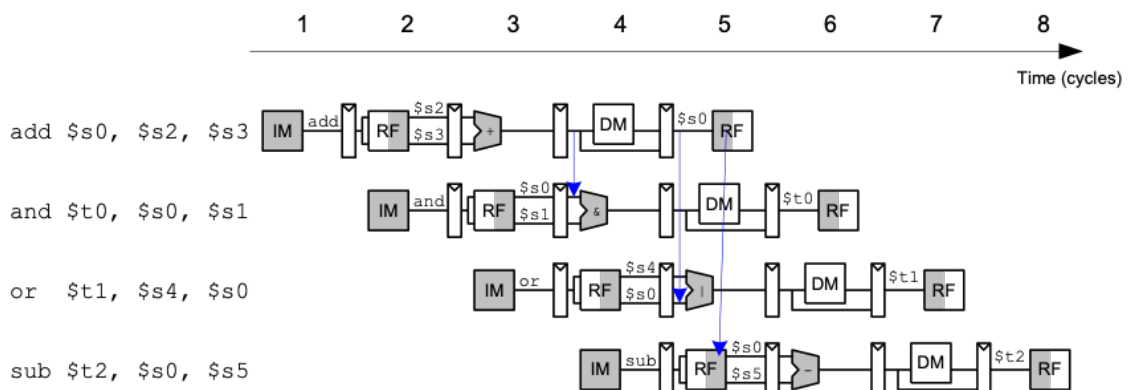 1 2 3 4 5 6 7 8
Time (cycles)
add $s0, $s2, $s3 IM add RF $s2 $s3 + DM $s0 RF
and $t0, $s0, $s1 IM and RF $s0 $s1 & DM $t0 RF
or $t1, $s4, $s0 IM or RF $s4 $s0 | DM $t1 RF
sub $t2, $s0, $s5 IM sub RF $s0 $s5 - DM $t2 RF